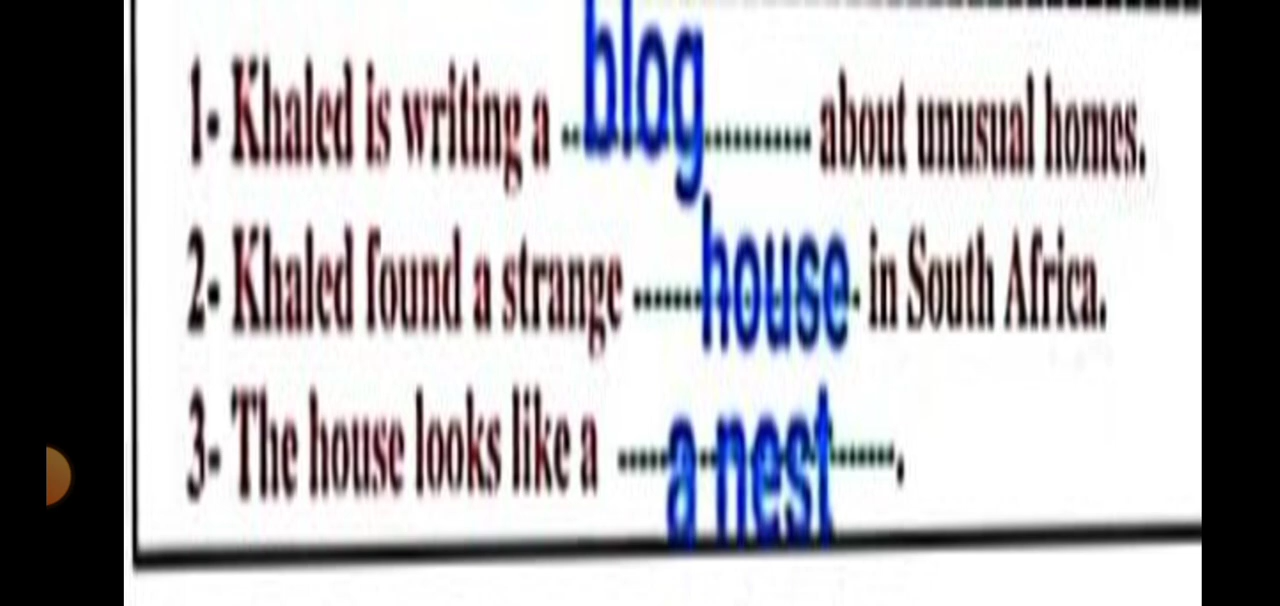 1- Khaled is writing a ..blog.......... about unusual homes.
2- Khaled found a strange ------house- in South Africa.
3- The house looks like a ----a nest-----.